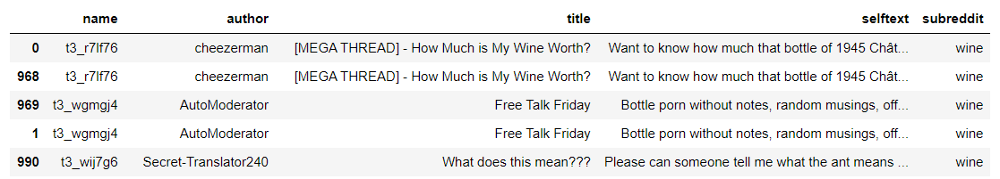 name author title selftext subreddit
0 t3_r7lf76 cheezerman [MEGA THREAD] - How Much is My Wine Worth? Want to know how much that bottle of 1945 Chât... wine
968 t3_r7lf76 cheezerman [MEGA THREAD] - How Much is My Wine Worth? Want to know how much that bottle of 1945 Chât... wine
969 t3_wgmgj4 AutoModerator Free Talk Friday Bottle porn without notes, random musings, off... wine
1 t3_wgmgj4 AutoModerator Free Talk Friday Bottle porn without notes, random musings, off... wine
990 t3_wij7g6 Secret-Translator240 What does this mean??? Please can someone tell me what the ant means ... wine